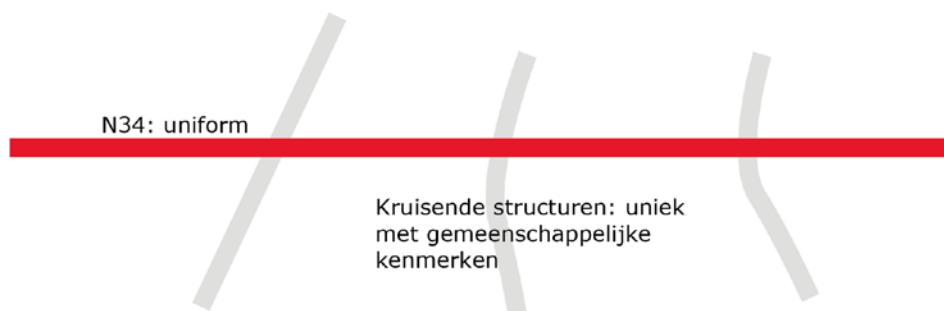 N34: uniform
Kruisende structuren: uniek
met gemeenschappelijke
kenmerken